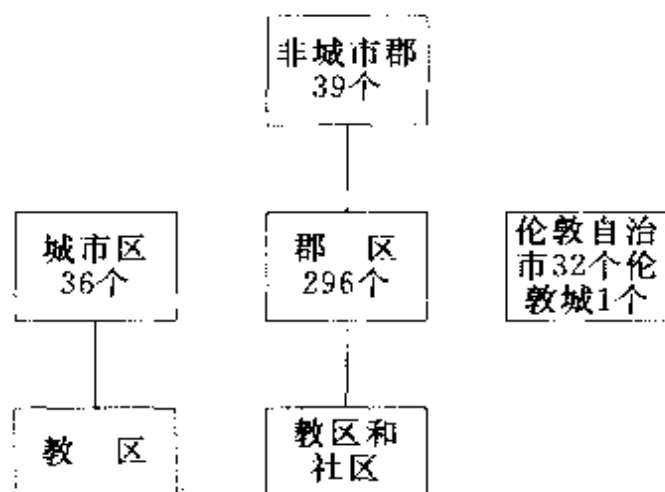 非城市郡
39个
城市区
36个
郡 区
296个
伦敦自治
市32个伦
敦城1个
教 区
教区和
社区